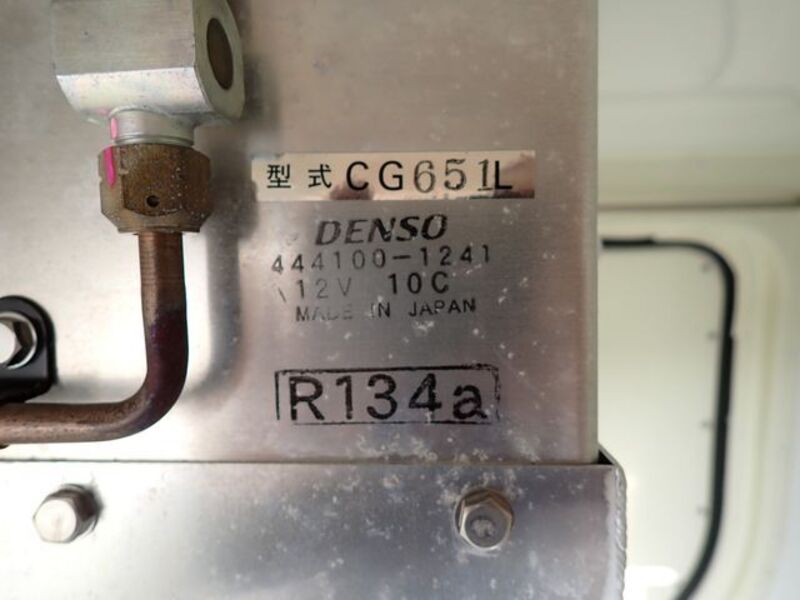 型式 CG651L
DENSO
444100-1241
12V 10C
MADE IN JAPAN
R134a